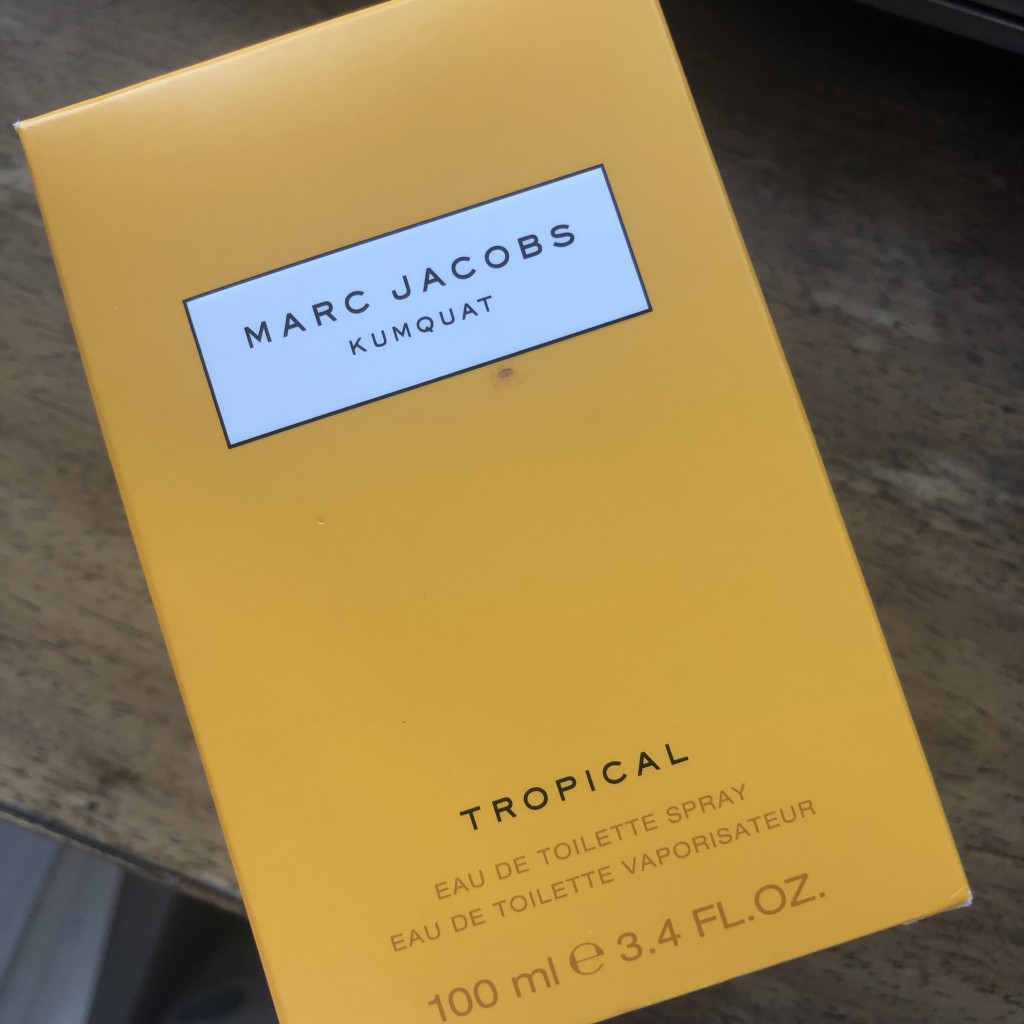 MARC JACOBS
KUMQUAT
TROPICAL
EAU DE TOILETTE SPRAY
EAU DE TOILETTE VAPORISATEUR
100 ml ℮ 3.4 FL.OZ.